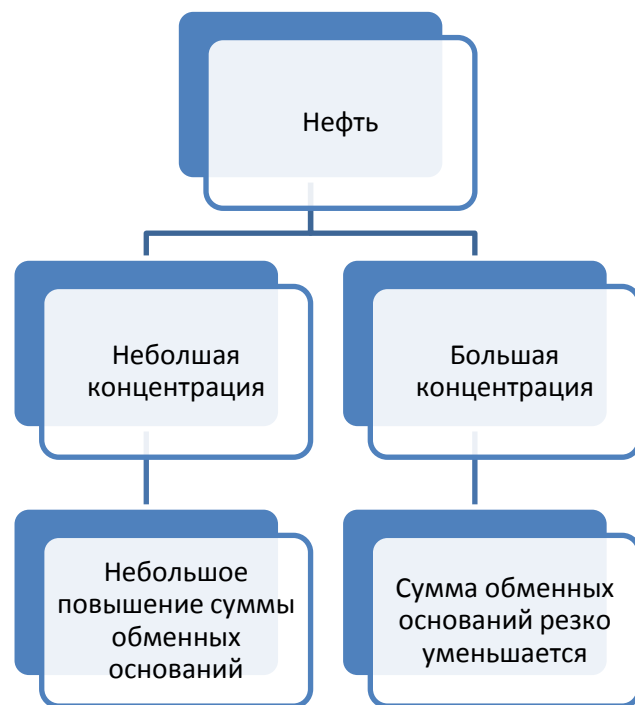 Нефть
Неболшая
концентрация
Большая
концентрация
Небольшое
повышение суммы
обменных
оснований
Сумма обменных
оснований резко
уменьшается